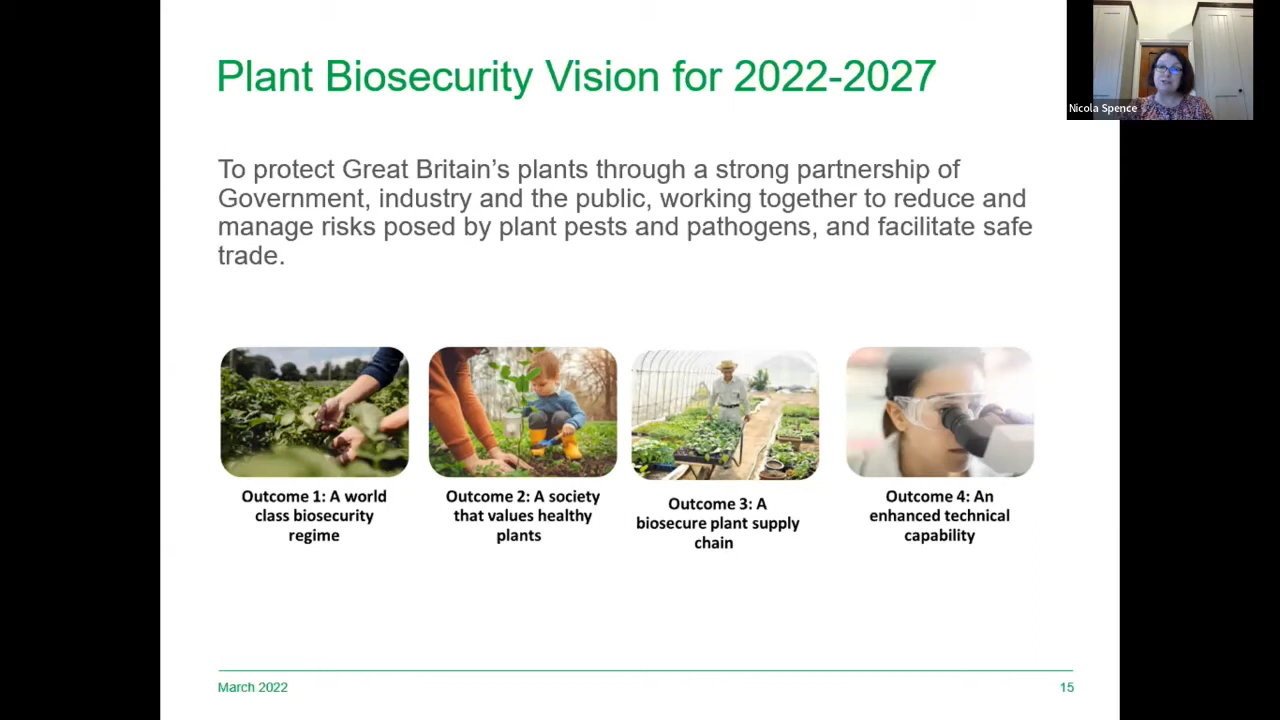 Plant Biosecurity Vision for 2022-2027
Nicola Spence
To protect Great Britain’s plants through a strong partnership of
Government, industry and the public, working together to reduce and
manage risks posed by plant pests and pathogens, and facilitate safe
trade.
Outcome 1: A world
class biosecurity
regime
Outcome 2: A society
that values healthy
plants
Outcome 3: A
biosecure plant supply
chain
Outcome 4: An
enhanced technical
capability
March 2022
15